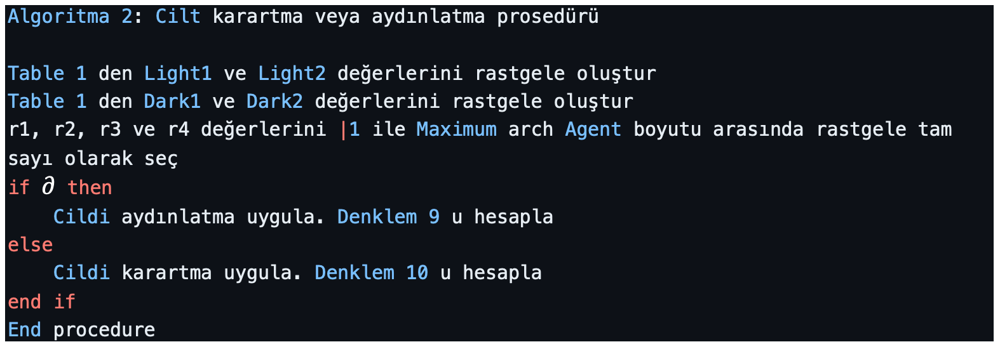 Algoritma 2: Cilt karartma veya aydınlatma prosedürü
Table 1 den Light1 ve Light2 değerlerini rastgele oluştur
Table 1 den Dark1 ve Dark2 değerlerini rastgele oluştur
r1, r2, r3 ve r4 değerlerini |1 ile Maximum arch Agent boyutu arasında rastgele tam
sayı olarak seç
if ∂ then
Cildi aydınlatma uygula. Denklem 9 u hesapla
else
Cildi karartma uygula. Denklem 10 u hesapla
end if
End procedure